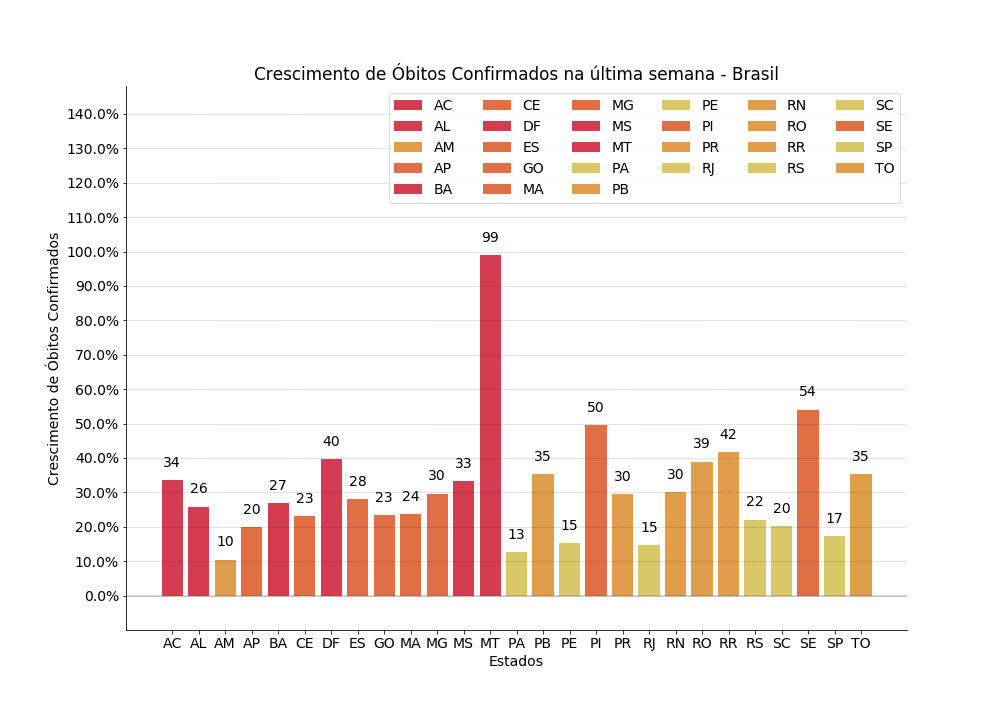 Crescimento de Óbitos Confirmados na última semana - Brasil
AC CE MG PE RN SC
AL DF MS PI RO SE
AM ES MT PR RR SP
AP GO PA RJ RS TO
BA MA PB
Crescimento de Óbitos Confirmados
140.0%
130.0%
120.0%
110.0%
100.0%
90.0%
80.0%
70.0%
60.0%
50.0%
40.0%
30.0%
20.0%
10.0%
0.0%
34 26 10 20 27 23 40 28 23 24 30 33 99 13 35 15 50 30 15 30 39 42 22 20 54 17 35
AC AL AM AP BA CE DF ES GO MA MG MS MT PA PB PE PI PR RJ RN RO RR RS SC SE SP TO
Estados